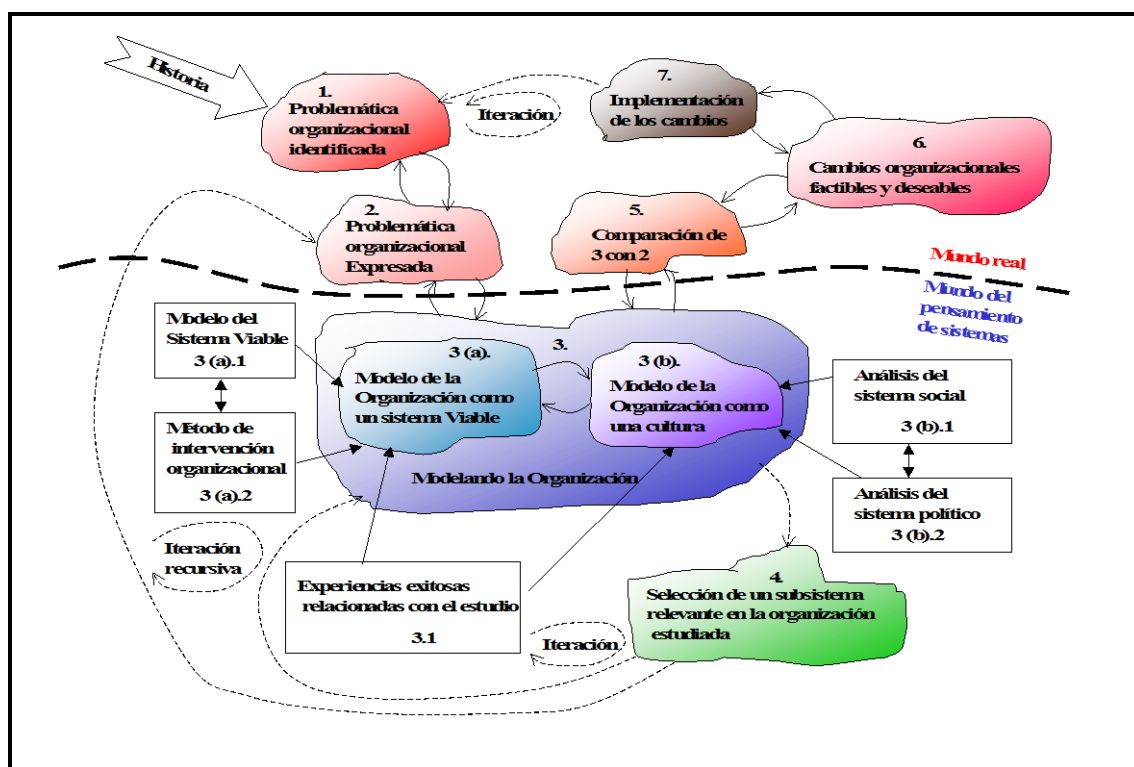 Historia
1.
Problemática
organizacional
identificada
Iteración
7.
Implementación
de los cambios
6.
Cambios organizacionales
factibles y deseables
2.
Problemática
organizacional
Expresada
5.
Comparación de
3 con 2
Mundo real
Mundo del
pensamiento
de sistemas
Modelo del
Sistema Viable
3 (a).1
Método de
intervención
organizacional
3 (a).2
3 (a).
Modelo de la
Organización como
un sistema Viable
3.
3 (b).
Modelo de la
Organización como
una cultura
Modelando la Organización
Análisis del
sistema social
3 (b).1
Análisis del
sistema político
3 (b).2
Iteración
recursiva
Experiencias exitosas
relacionadas con el estudio
3.1
Iteración
4.
Selección de un subsistema
relevante en la organización
estudiada